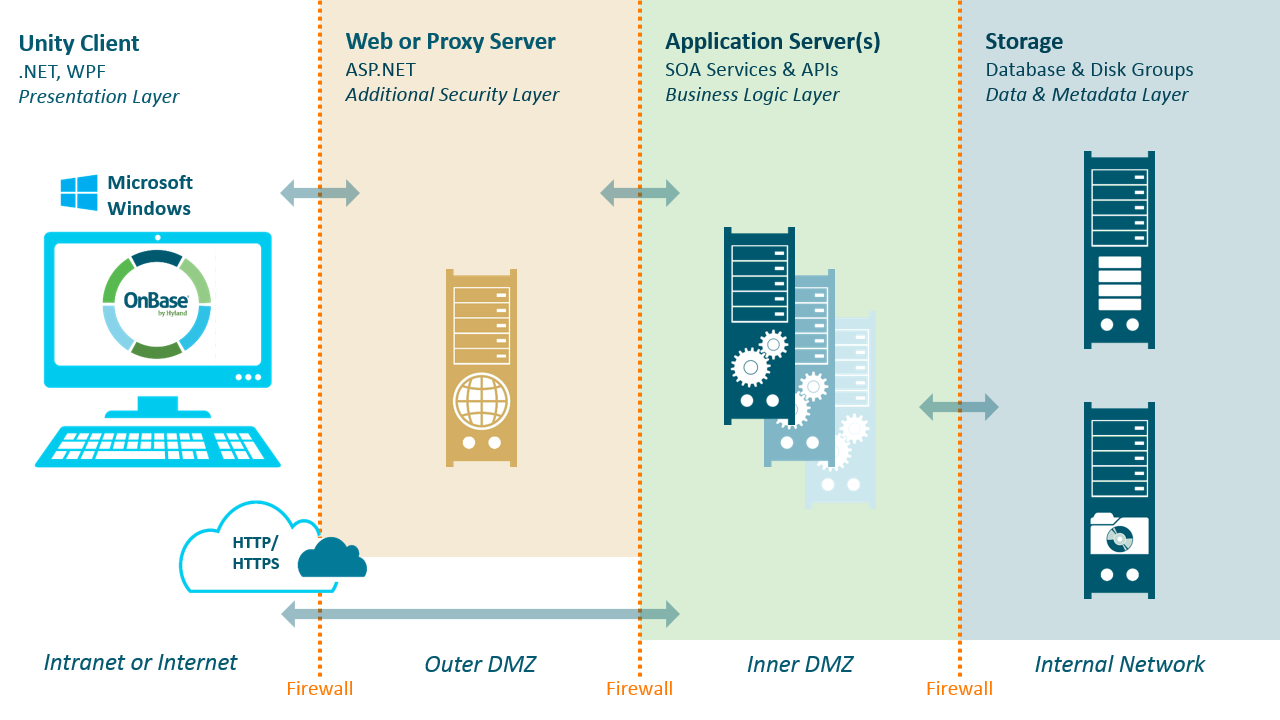 Unity Client
.NET, WPF
Presentation Layer
Microsoft
Windows
OnBase
by Hyland
HTTP/
HTTPS
Intranet or Internet
Firewall
Web or Proxy Server
ASP.NET
Additional Security Layer
Outer DMZ
Firewall
Application Server(s)
SOA Services & APIs
Business Logic Layer
Inner DMZ
Firewall
Storage
Database & Disk Groups
Data & Metadata Layer
Internal Network